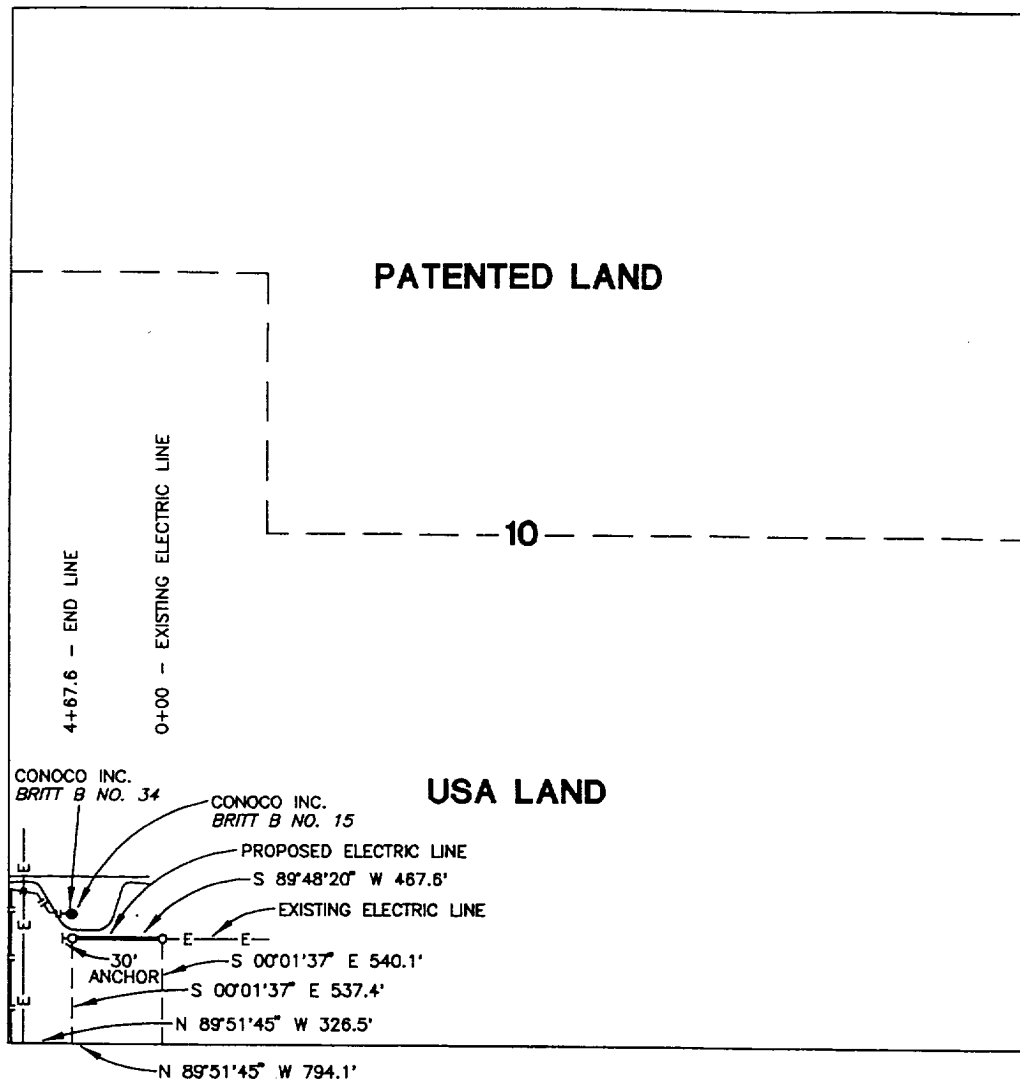 PATENTED LAND
10
4+67.6 - END LINE
0+00 - EXISTING ELECTRIC LINE
USA LAND
CONOCO INC.
BRITT B NO. 34
CONOCO INC.
BRITT B NO. 15
PROPOSED ELECTRIC LINE
S 89°48'20" W 467.6'
EXISTING ELECTRIC LINE
E
E
E
E
E
30'
ANCHOR
S 00°01'37" E 540.1'
S 00°01'37" E 537.4'
N 89°51'45" W 326.5'
N 89°51'45" W 794.1'